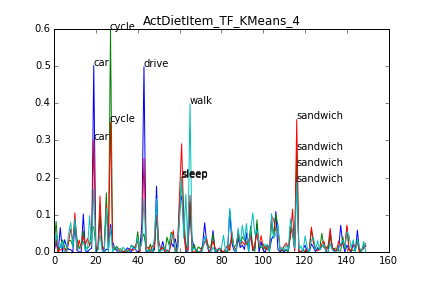 ActDietItem_TF_KMeans_4
0.6
0.5
0.4
0.3
0.2
0.1
0.0
cycle
car
drive
walk
cycle
sandwich
car
sandwich
sandwich
sleep
sandwich
0
20
40
60
80
100
120
140
160